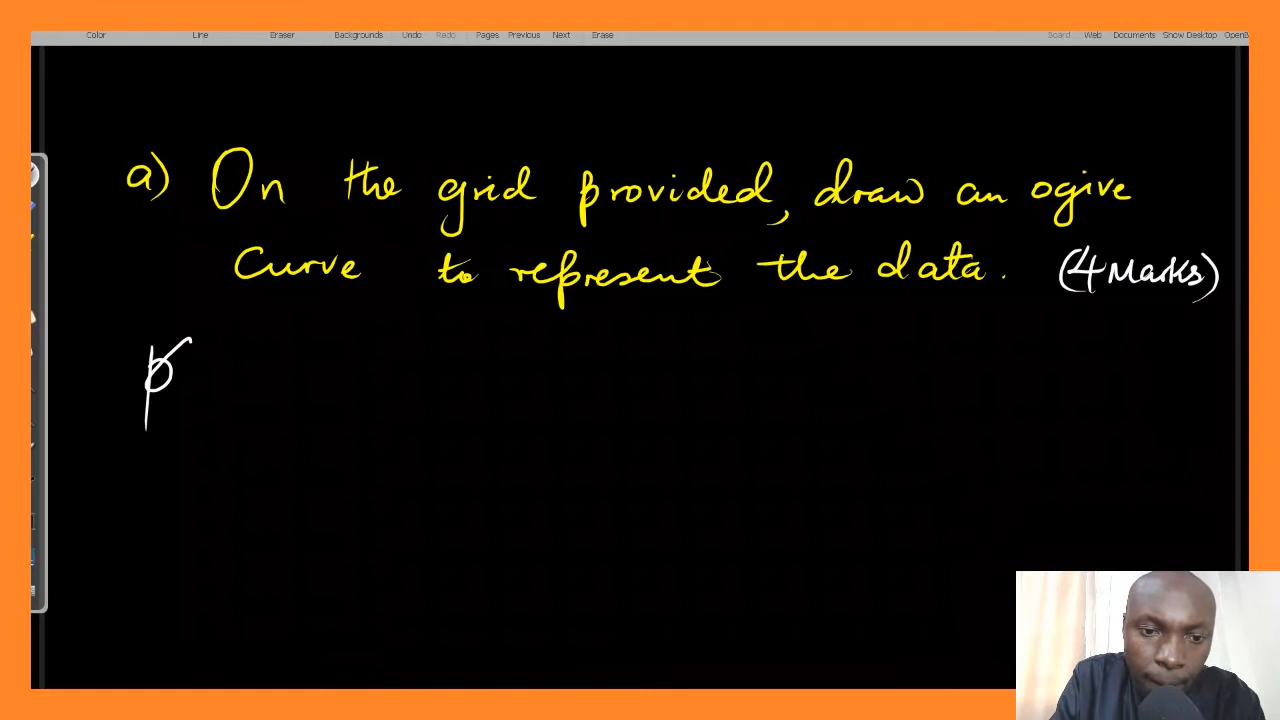 Color Line Eraser Backgrounds Undo Redo Pages Previous Next Erase Board Web Documents Show Desktop OpenB
a) On the grid provided, draw an ogive
Curve to represent the data. (4 Marks)